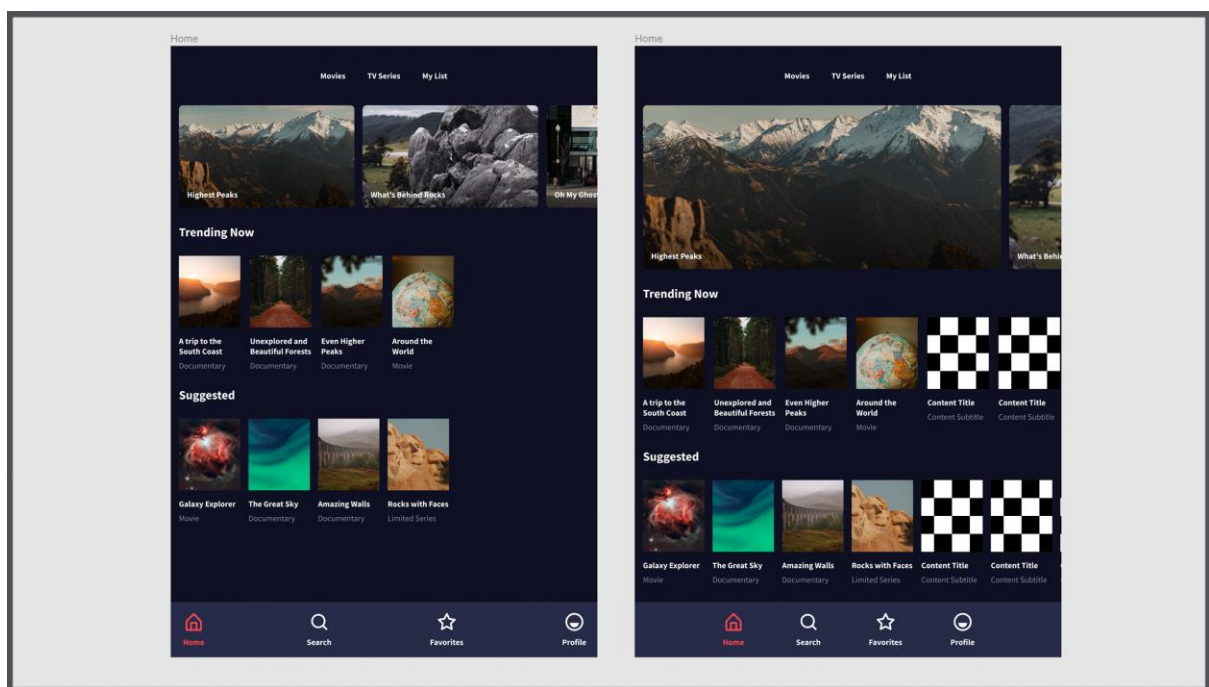 Home
Movies TV Series My List
Highest Peaks
What's Behind Rocks
Oh My Ghos
Trending Now
A trip to the
South Coast
Documentary
Unexplored and
Beautiful Forests
Documentary
Even Higher
Peaks
Documentary
Around the
World
Movie
Suggested
Galaxy Explorer
Movie
The Great Sky
Documentary
Amazing Walls
Documentary
Rocks with Faces
Limited Series
Home
Search
Favorites
Profile
Home
Movies TV Series My List
Highest Peaks
What's Behi
Trending Now
A trip to the
South Coast
Documentary
Unexplored and
Beautiful Forests
Documentary
Even Higher
Peaks
Documentary
Around the
World
Movie
Content Title
Content Subtitle
Content Title
Content Subtitle
Suggested
Galaxy Explorer
Movie
The Great Sky
Documentary
Amazing Walls
Documentary
Rocks with Faces
Limited Series
Content Title
Content Subtitle
Content Title
Content Subtitle
Home
Search
Favorites
Profile